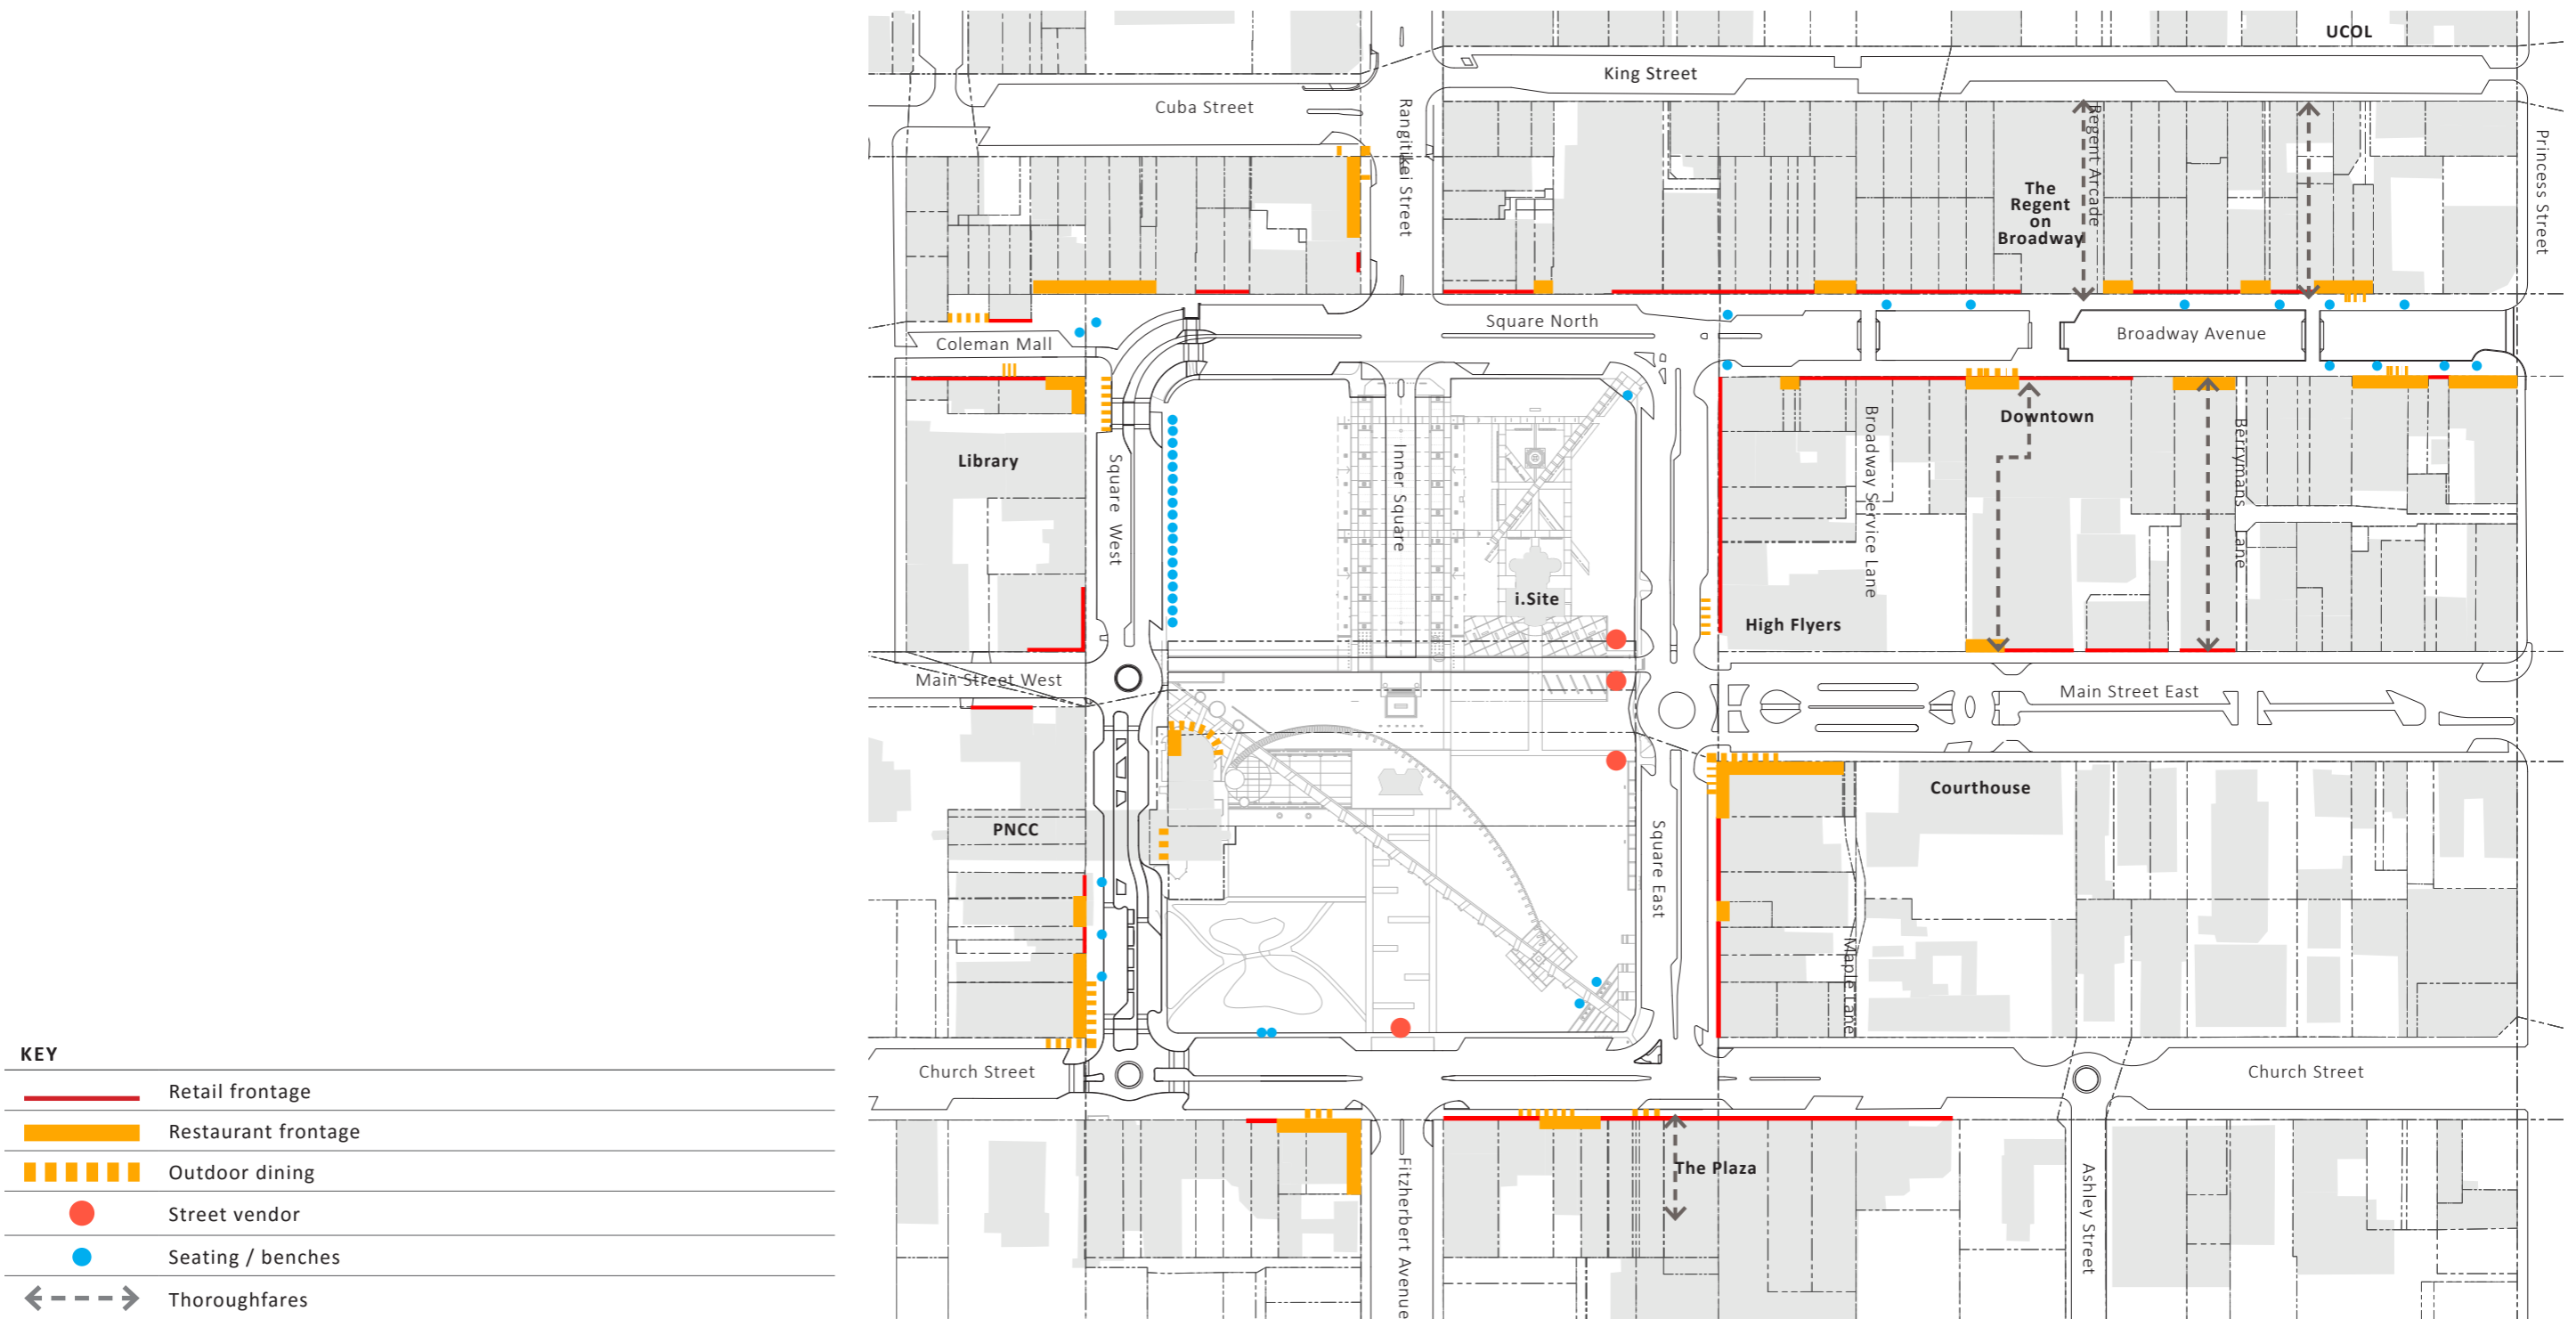 UCOL
King Street
Cuba Street
Rangitikei Street
Regent Arcade
Princess Street
The
Regent
on
Broadway
Square North
Broadway Avenue
Coleman Mall
Downtown
Library
Square West
Inner Square
Broadway Service Lane
Berrymans Lane
i.Site
High Flyers
Main Street West
Main Street East
Courthouse
PNCC
Square East
Maple Lane
Church Street
Church Street
The Plaza
Fitzherbert Avenue
Ashley Street
KEY
Retail frontage
Restaurant frontage
Outdoor dining
Street vendor
Seating / benches
Thoroughfares